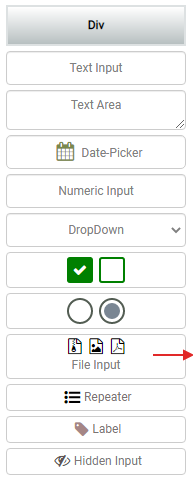 Div
Text Input
Text Area
Date-Picker
Numeric Input
DropDown
File Input
Repeater
Label
Hidden Input